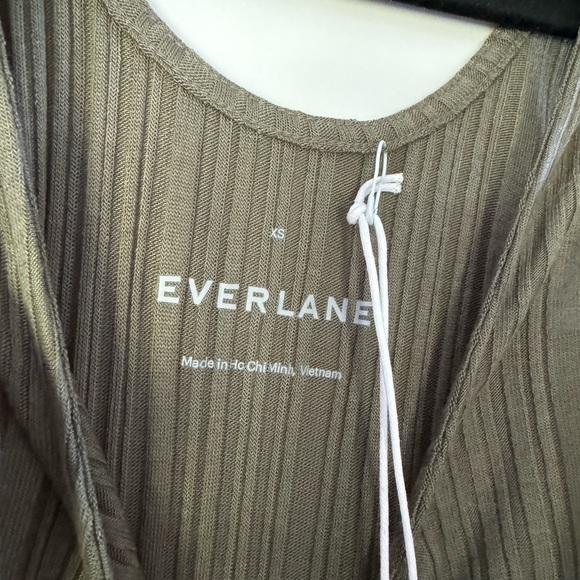 XS
EVERLANE
Made in Ho Chi Minh, Vietnam